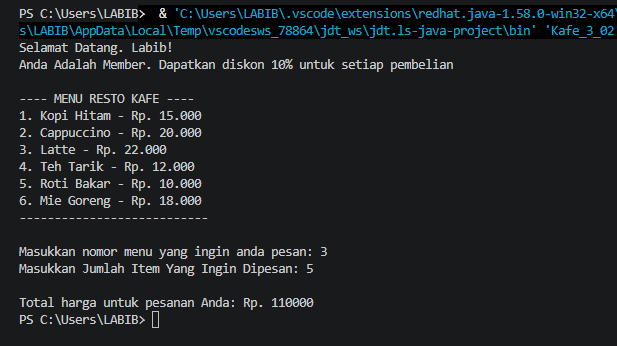 PS C:\Users\LABIB>  & 'C:\Users\LABIB\.vscode\extensions\redhat.java-1.58.0-win32-x64\
s\LABIB\AppData\Local\Temp\vscodesws_78864\jdt_ws\jdt.ls-java-project\bin' 'Kafe_3_02
Selamat Datang. Labib!
Anda Adalah Member. Dapatkan diskon 10% untuk setiap pembelian
---- MENU RESTO KAFE ----
1. Kopi Hitam - Rp. 15.000
2. Cappuccino - Rp. 20.000
3. Latte - Rp. 22.000
4. Teh Tarik - Rp. 12.000
5. Roti Bakar - Rp. 10.000
6. Mie Goreng - Rp. 18.000
---------------------------
Masukkan nomor menu yang ingin anda pesan: 3
Masukkan Jumlah Item Yang Ingin Dipesan: 5
Total harga untuk pesanan Anda: Rp. 110000
PS C:\Users\LABIB>